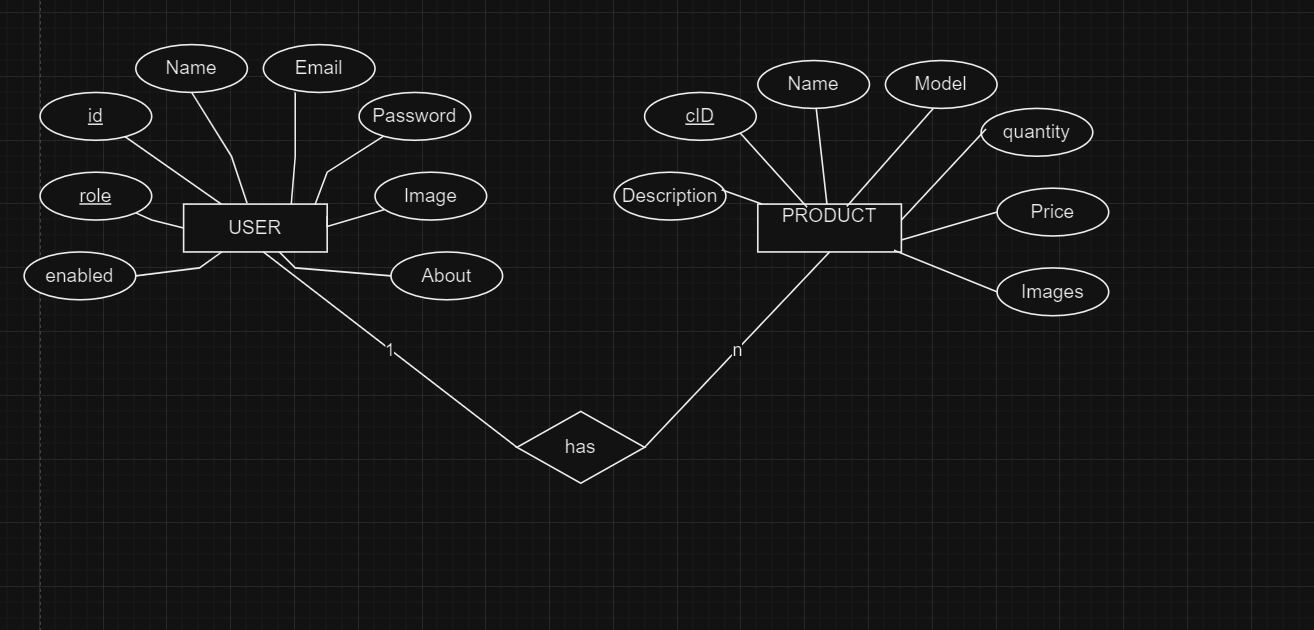 Name
Email
id
Password
role
Image
USER
enabled
About
Name
Model
cID
quantity
Description
PRODUCT
Price
Images
1
n
has